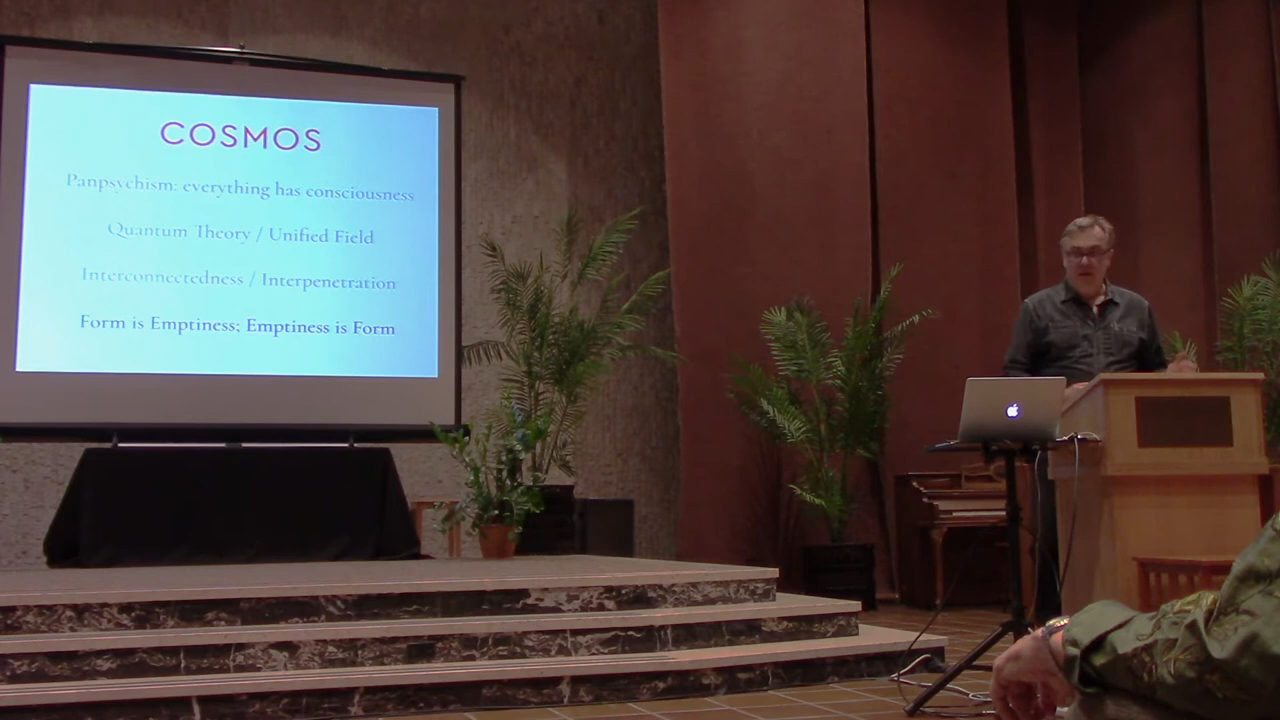 COSMOS
Panpsychism: everything has consciousness
Quantum Theory / Unified Field
Interconnectedness / Interpenetration
Form is Emptiness; Emptiness is Form